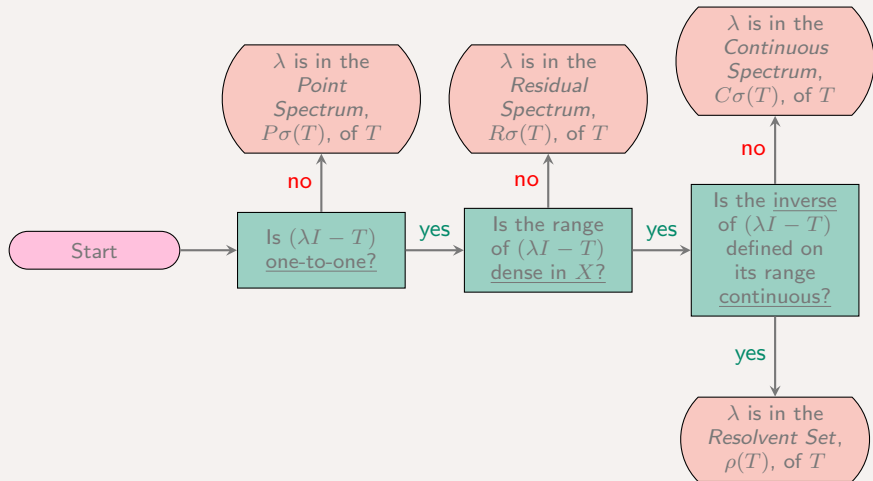 Start
Is (λI − T)
one-to-one?
no
λ is in the
Point
Spectrum,
Pσ(T), of T
yes
Is the range
of (λI − T)
dense in X?
no
λ is in the
Residual
Spectrum,
Rσ(T), of T
yes
Is the inverse
of (λI − T)
defined on
its range
continuous?
no
λ is in the
Continuous
Spectrum,
Cσ(T), of T
yes
λ is in the
Resolvent Set,
ρ(T), of T